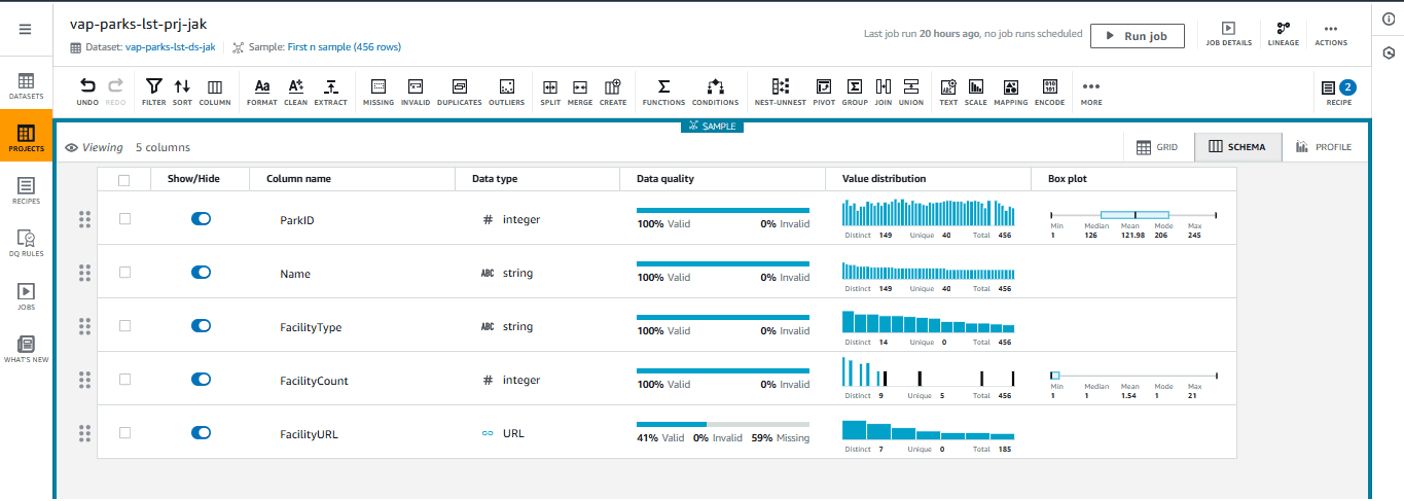 vap-parks-lst-prj-jak
Dataset: vap-parks-lst-ds-jak Sample: First n sample (456 rows)
Last job run 20 hours ago, no job runs scheduled
Run job
JOB DETAILS LINEAGE ACTIONS
DATASETS
PROJECTS
RECIPES
DQ RULES
JOBS
WHAT'S NEW
UNDO REDO FILTER SORT COLUMN FORMAT CLEAN EXTRACT MISSING INVALID DUPLICATES OUTLIERS SPLIT MERGE CREATE FUNCTIONS CONDITIONS NEST-UNNEST PIVOT GROUP JOIN UNION TEXT SCALE MAPPING ENCODE MORE RECIPE 2
SAMPLE
Viewing 5 columns
GRID SCHEMA PROFILE
Show/Hide Column name Data type Data quality Value distribution Box plot
ParkID # integer 100% Valid 0% Invalid
Distinct 149 Unique 40 Total 456
Min Median Mean Mode Max
1 126 121.98 206 245
Name ABC string 100% Valid 0% Invalid
Distinct 149 Unique 40 Total 456
FacilityType ABC string 100% Valid 0% Invalid
Distinct 14 Unique 0 Total 456
FacilityCount # integer 100% Valid 0% Invalid
Distinct 9 Unique 5 Total 456
Min Median Mean Mode Max
1 1 1.54 1 21
FacilityURL URL 41% Valid 0% Invalid 59% Missing
Distinct 7 Unique 0 Total 185